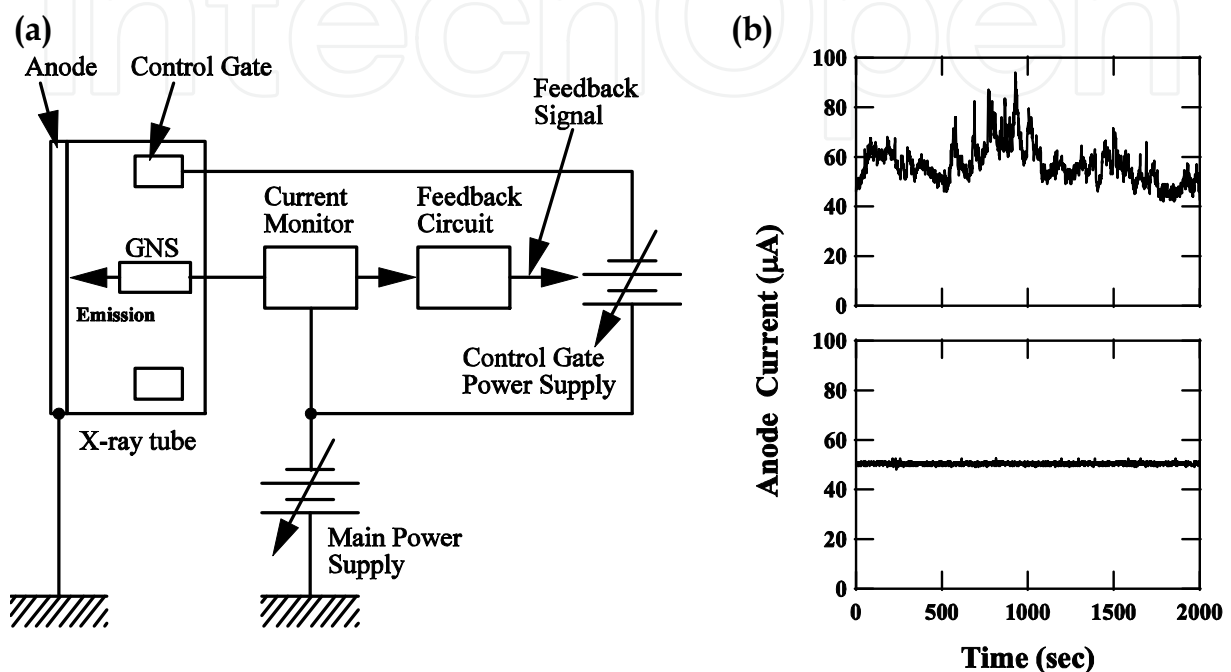 IntechOpen
(a)
Anode
Control Gate
Feedback
Signal
Current
Monitor
Feedback
Circuit
GNS
Emission
Control Gate
Power Supply
X-ray tube
Main Power
Supply
(b)
100
80
60
40
20
0
100
80
60
40
20
0
Anode Current (μA)
0
500
1000
1500
2000
Time (sec)